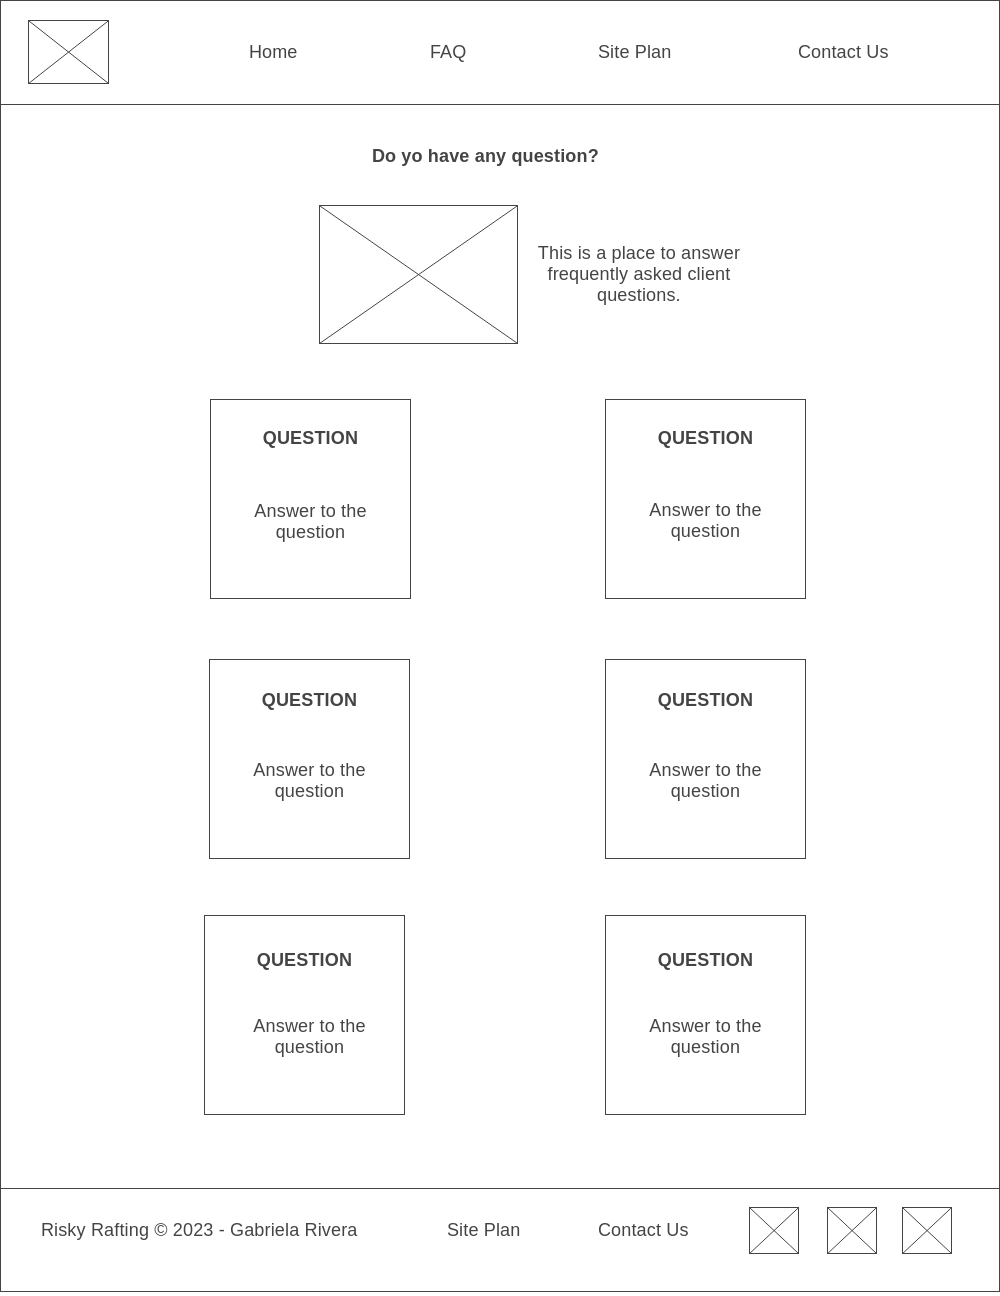 Home FAQ Site Plan Contact Us
Do yo have any question?
This is a place to answer
frequently asked client
questions.
QUESTION
Answer to the
question
QUESTION
Answer to the
question
QUESTION
Answer to the
question
QUESTION
Answer to the
question
QUESTION
Answer to the
question
QUESTION
Answer to the
question
Risky Rafting © 2023 - Gabriela Rivera Site Plan Contact Us